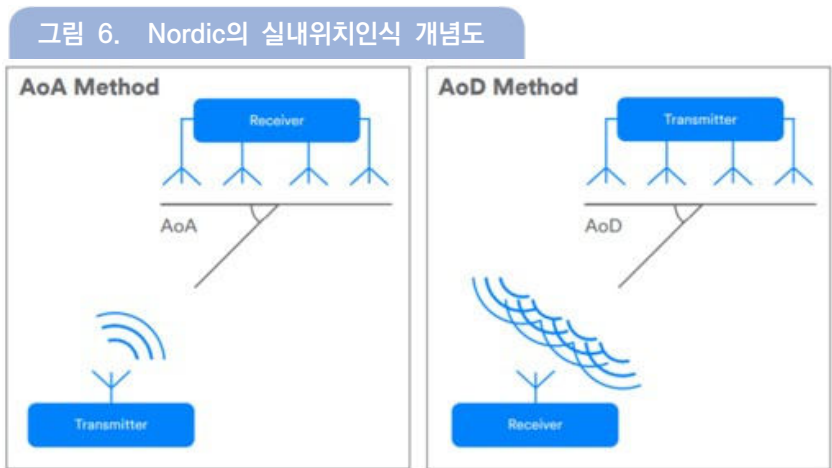 그림 6. Nordic의 실내위치인식 개념도
AoA Method
Receiver
AoA
Transmitter
AoD Method
Transmitter
AoD
Receiver